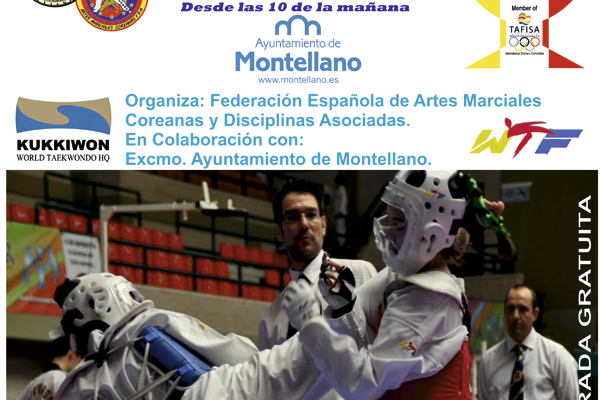 Desde las 10 de la mañana
Member of
TAFISA
Ayuntamiento de
Montellano
www.montellano.es
Organiza: Federación Española de Artes Marciales
Coreanas y Disciplinas Asociadas.
En Colaboración con:
Excmo. Ayuntamiento de Montellano.
KUKKIWON
WORLD TAEKWONDO HQ
WTF
RADA GRATUITA